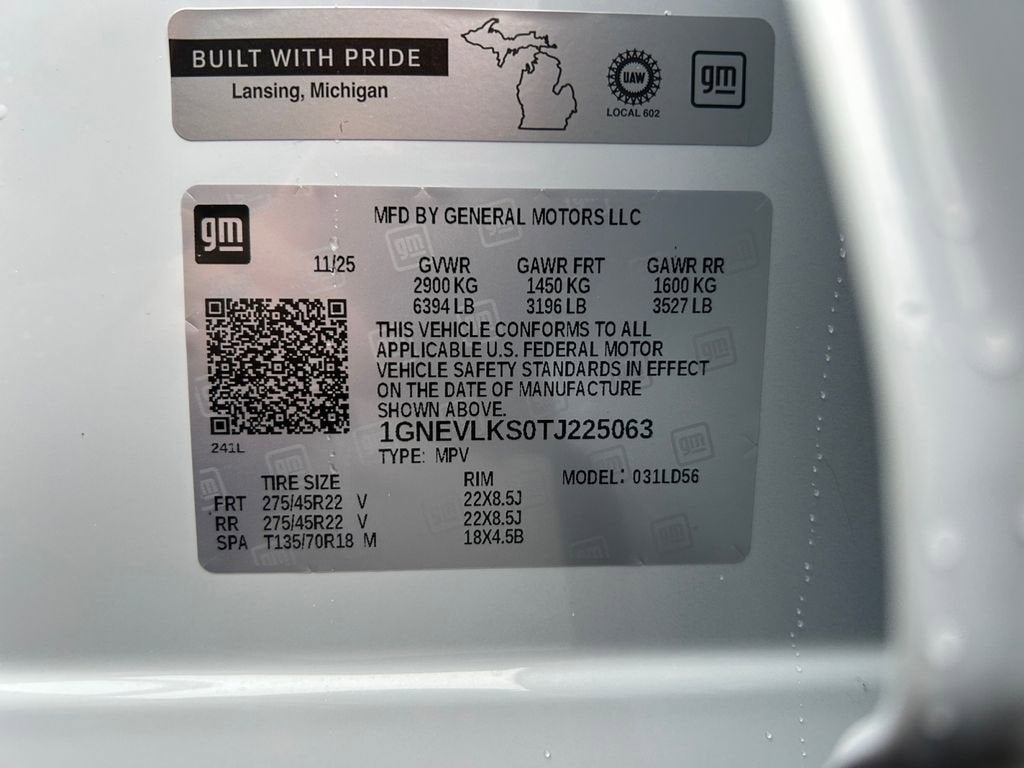 BUILT WITH PRIDE
Lansing, Michigan
UAW
LOCAL 602
gm
gm
MFD BY GENERAL MOTORS LLC
11/25 GVWR GAWR FRT GAWR RR
2900 KG 1450 KG 1600 KG
6394 LB 3196 LB 3527 LB
THIS VEHICLE CONFORMS TO ALL
APPLICABLE U.S. FEDERAL MOTOR
VEHICLE SAFETY STANDARDS IN EFFECT
ON THE DATE OF MANUFACTURE
SHOWN ABOVE.
1GNEVLKS0TJ225063
241L
TYPE: MPV
TIRE SIZE RIM MODEL: 031LD56
FRT 275/45R22 V 22X8.5J
RR 275/45R22 V 22X8.5J
SPA T135/70R18 M 18X4.5B